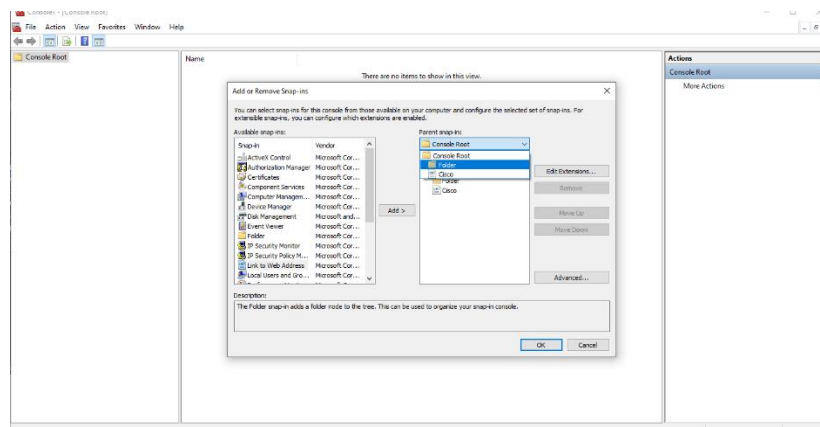 Console1 - [Console Root]
File Action View Favorites Window Help
Console Root
Name
There are no items to show in this view.
Actions
Console Root
More Actions
Add or Remove Snap-ins
You can select snap-ins for this console from those available on your computer and configure the selected set of snap-ins. For
extensible snap-ins, you can configure which extensions are enabled.
Available snap-ins:
Snap-in Vendor
ActiveX Control Microsoft Cor...
Authorization Manager Microsoft Cor...
Certificates Microsoft Cor...
Component Services Microsoft Cor...
Computer Managem... Microsoft Cor...
Device Manager Microsoft Cor...
Disk Management Microsoft and...
Event Viewer Microsoft Cor...
Folder Microsoft Cor...
IP Security Monitor Microsoft Cor...
IP Security Policy M... Microsoft Cor...
Link to Web Address Microsoft Cor...
Local Users and Gro... Microsoft Cor...
Add >
Parent snap-in:
Console Root
Console Root
Folder
Cisco
Folder
Cisco
Edit Extensions...
Remove
Move Up
Move Down
Advanced...
Description:
The Folder snap-in adds a folder node to the tree. This can be used to organize your snap-in console.
OK Cancel